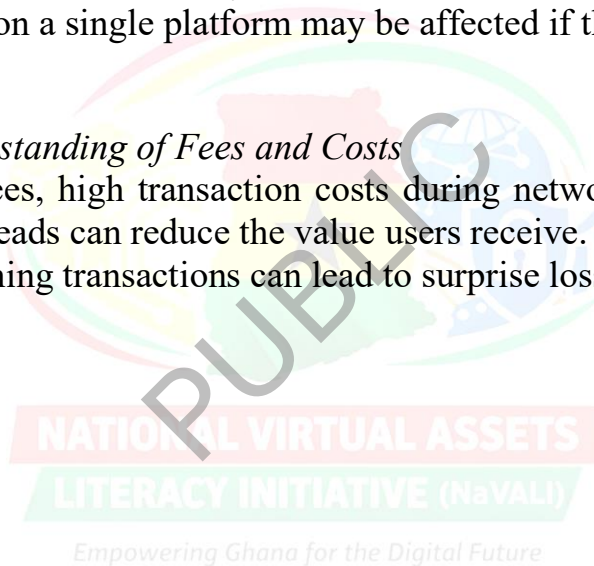 on a single platform may be affected if th
standing of Fees and Costs
ees, high transaction costs during netwo
eads can reduce the value users receive.
ning transactions can lead to surprise los
PUBLIC
NATIONAL VIRTUAL ASSETS
LITERACY INITIATIVE (NaVALI)
Empowering Ghana for the Digital Future